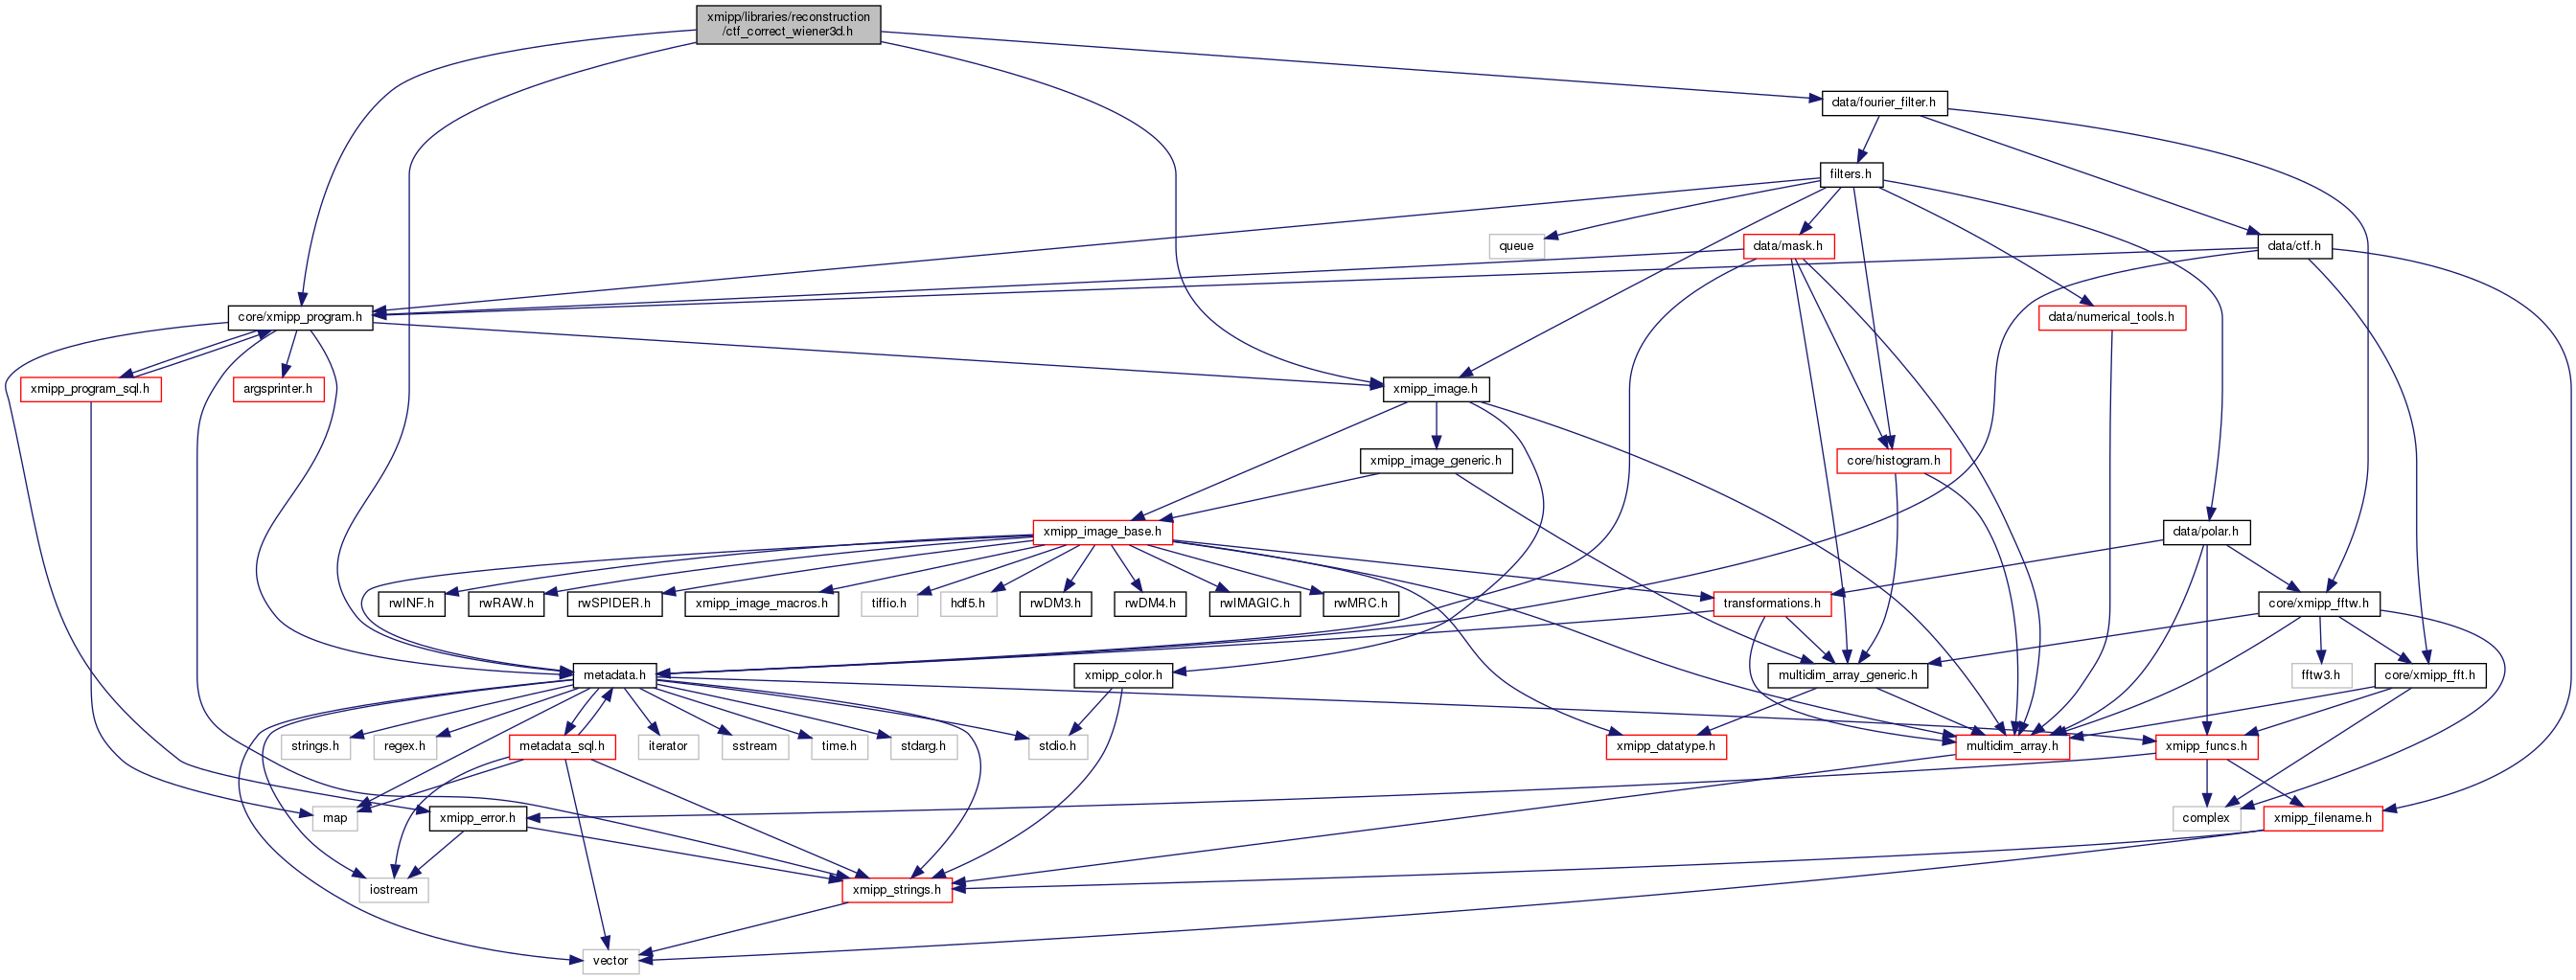 xmipp/libraries/reconstruction
/ctf_correct_wiener3d.h
data/fourier_filter.h
filters.h
queue
data/mask.h
data/ctf.h
core/xmipp_program.h
data/numerical_tools.h
xmipp_program_sql.h
argsprinter.h
xmipp_image.h
xmipp_image_generic.h
core/histogram.h
xmipp_image_base.h
data/polar.h
rwINF.h
rwRAW.h
rwSPIDER.h
xmipp_image_macros.h
tiffio.h
hdf5.h
rwDM3.h
rwDM4.h
rwIMAGIC.h
rwMRC.h
transformations.h
core/xmipp_fftw.h
metadata.h
xmipp_color.h
multidim_array_generic.h
fftw3.h
core/xmipp_fft.h
strings.h
regex.h
metadata_sql.h
iterator
sstream
time.h
stdarg.h
stdio.h
xmipp_datatype.h
multidim_array.h
xmipp_funcs.h
map
xmipp_error.h
complex
xmipp_filename.h
iostream
xmipp_strings.h
vector